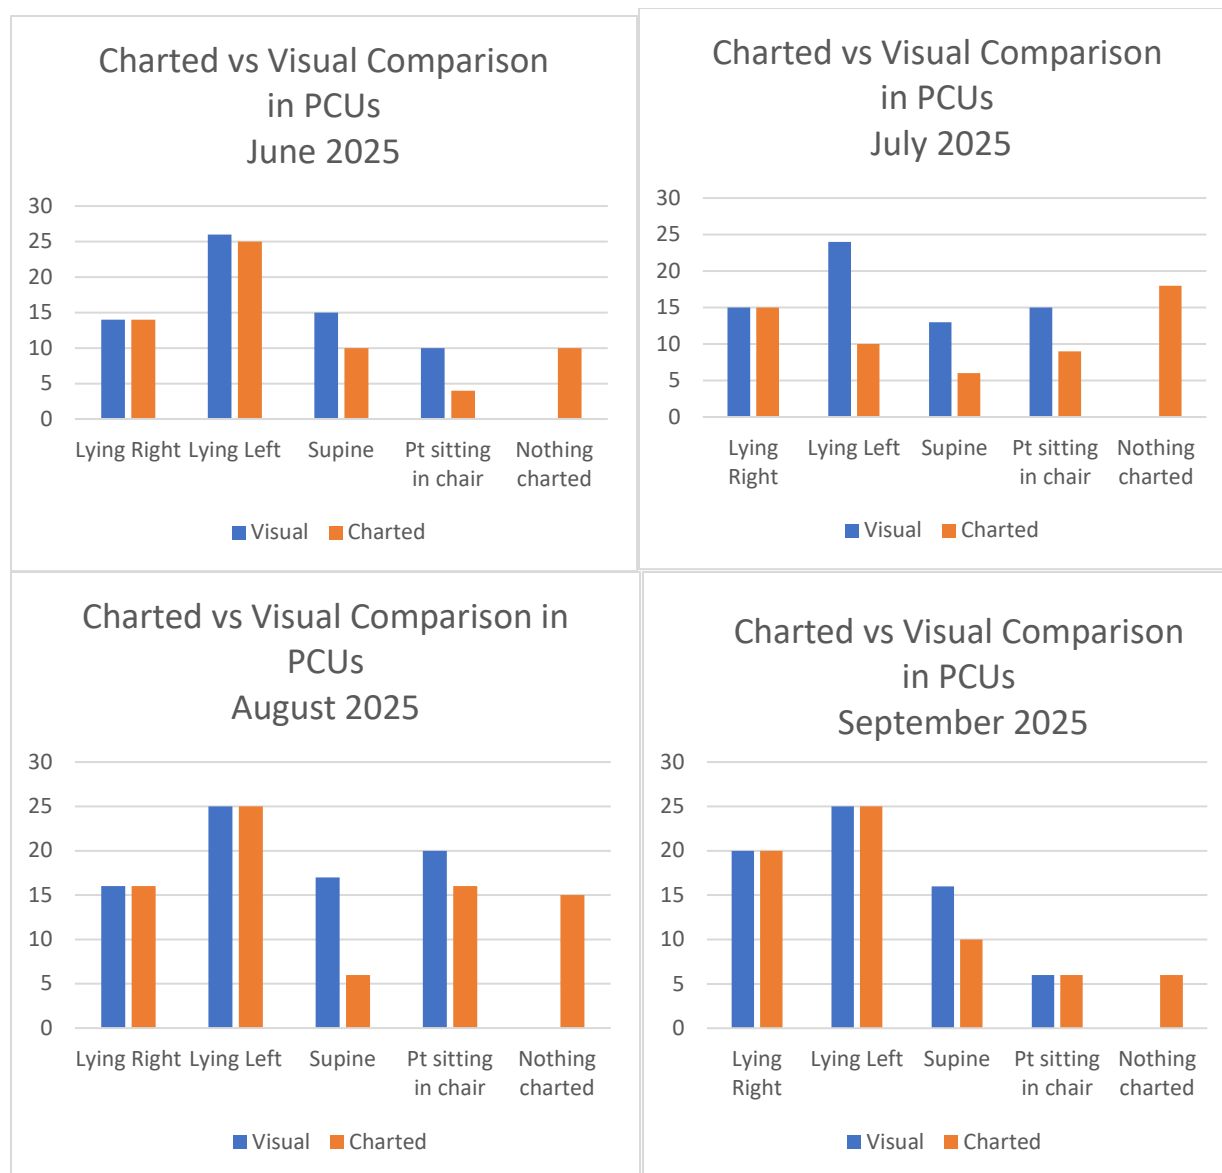 Charted vs Visual Comparison
in PCUs
June 2025
30
25
20
15
10
5
0
Lying Right Lying Left Supine Pt sitting in chair Nothing charted
Visual Charted
Charted vs Visual Comparison
in PCUs
July 2025
30
25
20
15
10
5
0
Lying Right Lying Left Supine Pt sitting in chair Nothing charted
Visual Charted
Charted vs Visual Comparison in
PCUs
August 2025
30
25
20
15
10
5
0
Lying Right Lying Left Supine Pt sitting in chair Nothing charted
Visual Charted
Charted vs Visual Comparison
in PCUs
September 2025
30
25
20
15
10
5
0
Lying Right Lying Left Supine Pt sitting in chair Nothing charted
Visual Charted